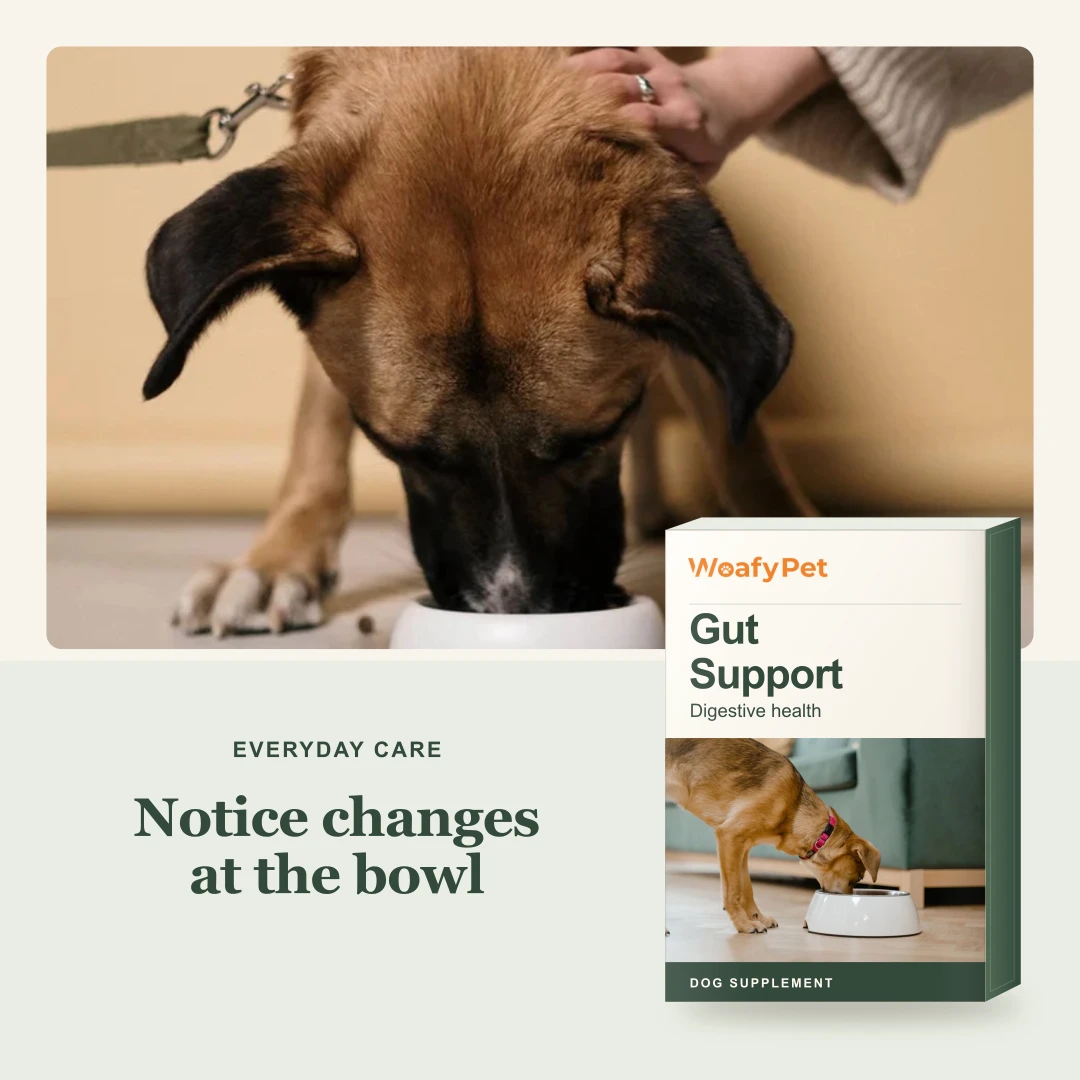 WoafyPet
Gut
Support
Digestive health
EVERYDAY CARE
Notice changes
at the bowl
DOG SUPPLEMENT